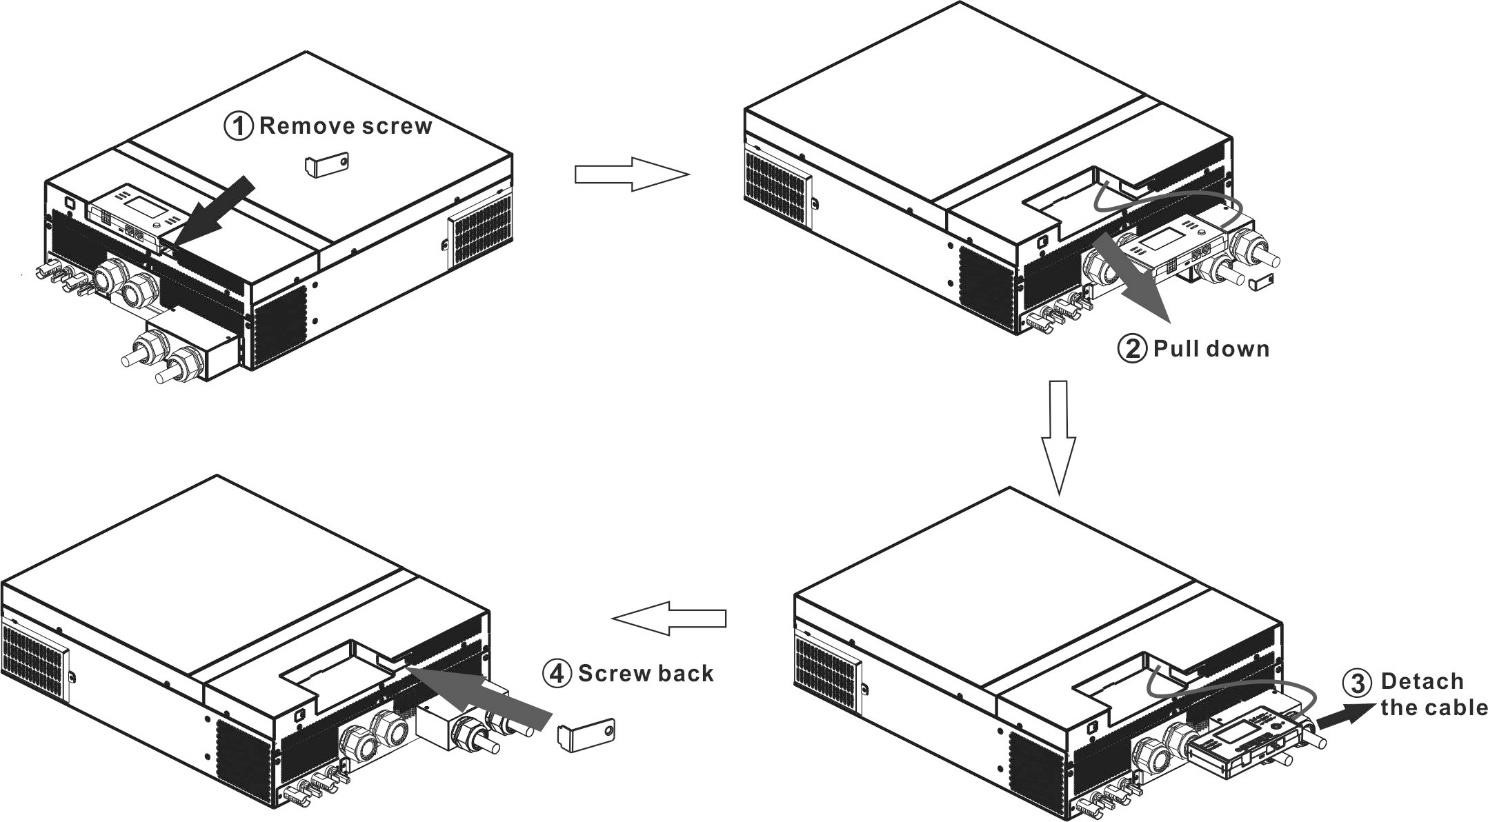 ① Remove screw
② Pull down
③ Detach
the cable
④ Screw back